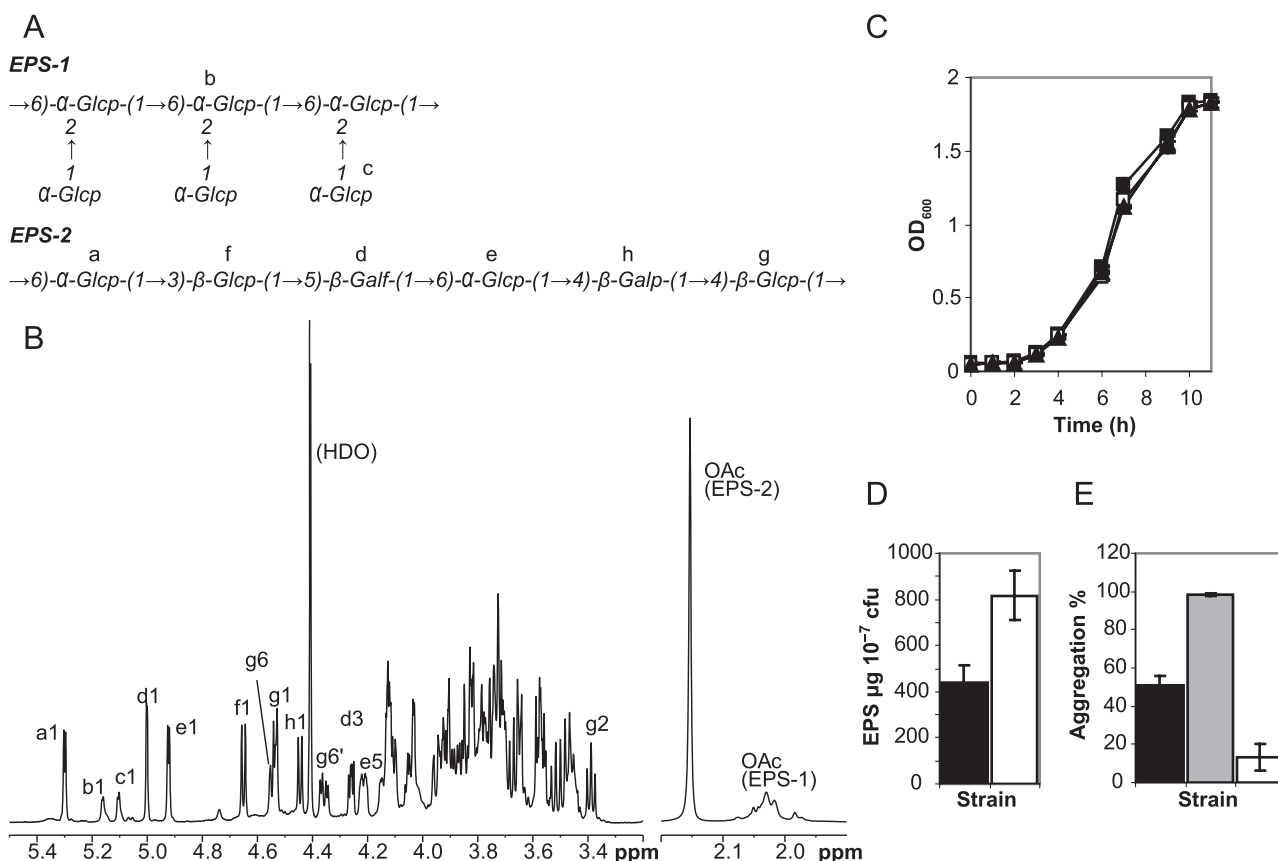 A
EPS-1
b
→6)-α-Glcp-(1→6)-α-Glcp-(1→6)-α-Glcp-(1→
2 2 2
↑ ↑ ↑
1 1 1 c
α-Glcp α-Glcp α-Glcp
EPS-2
a f d e h g
→6)-α-Glcp-(1→3)-β-Glcp-(1→5)-β-Galf-(1→6)-α-Glcp-(1→4)-β-Galp-(1→4)-β-Glcp-(1→
B
(HDO)
OAc
(EPS-2)
g6
d1
f1
g1
a1
e1
h1
d3
g2
b1
c1
g6'
e5
OAc
(EPS-1)
5.4 5.2 5.0 4.8 4.6 4.4 4.2 4.0 3.8 3.6 3.4 ppm 2.1 2.0 ppm
C
2
1.5
1
0.5
0
OD600
0 2 4 6 8 10
Time (h)
D
1000
800
600
400
200
0
EPS µg 10⁻⁷ cfu
Strain
E
120
100
80
60
40
20
0
Aggregation %
Strain